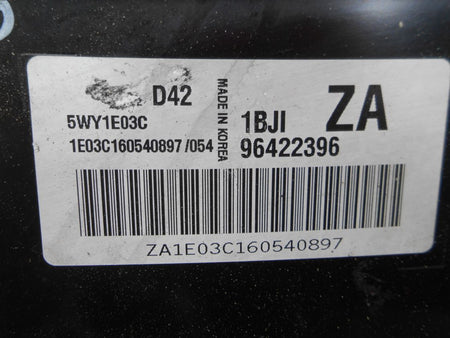 D42
5WY1E03C
1E03C160540897/054
MADE IN KOREA
1BJI
ZA
96422396
ZA1E03C160540897